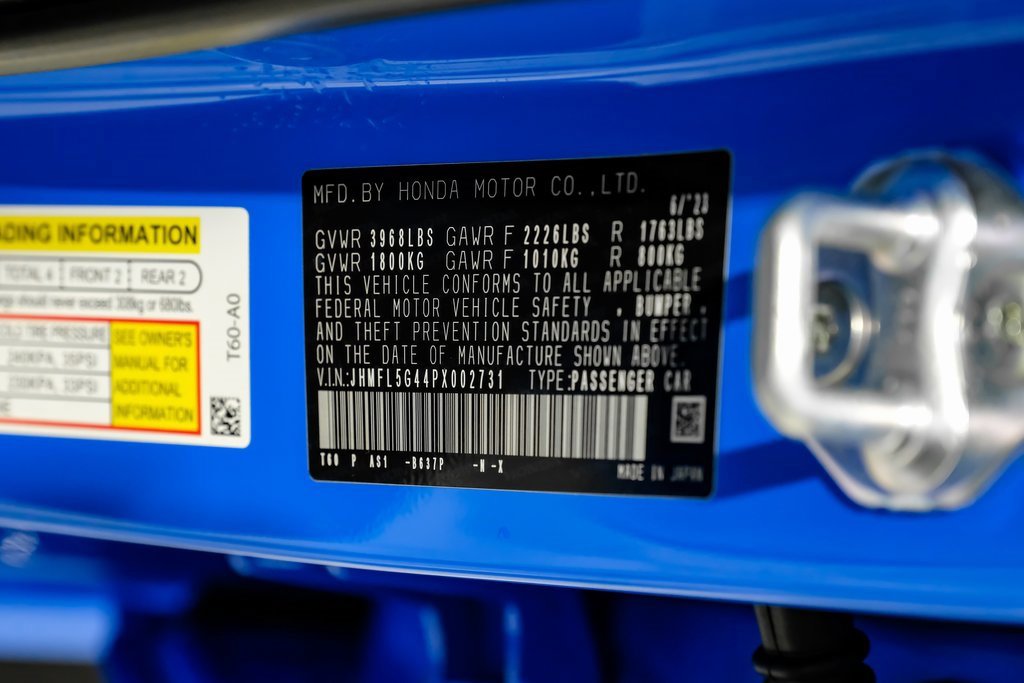 ADING INFORMATION
TOTAL 4 FRONT 2 REAR 2
should never exceed
SEE OWNER'S
MANUAL FOR
ADDITIONAL
INFORMATION
T60-A0
MFD. BY HONDA MOTOR CO.,LTD.
GVWR 3968LBS GAWR F 2226LBS R 1763LBS
GVWR 1800KG GAWR F 1010KG R 800KG
THIS VEHICLE CONFORMS TO ALL APPLICABLE
FEDERAL MOTOR VEHICLE SAFETY , BUMPER ,
AND THEFT PREVENTION STANDARDS IN EFFECT
ON THE DATE OF MANUFACTURE SHOWN ABOVE.
V.I.N.:JHMFL5G44PX002731 TYPE:PASSENGER CAR
T60 P AS1 -B637P -N -X
MADE IN JAPAN